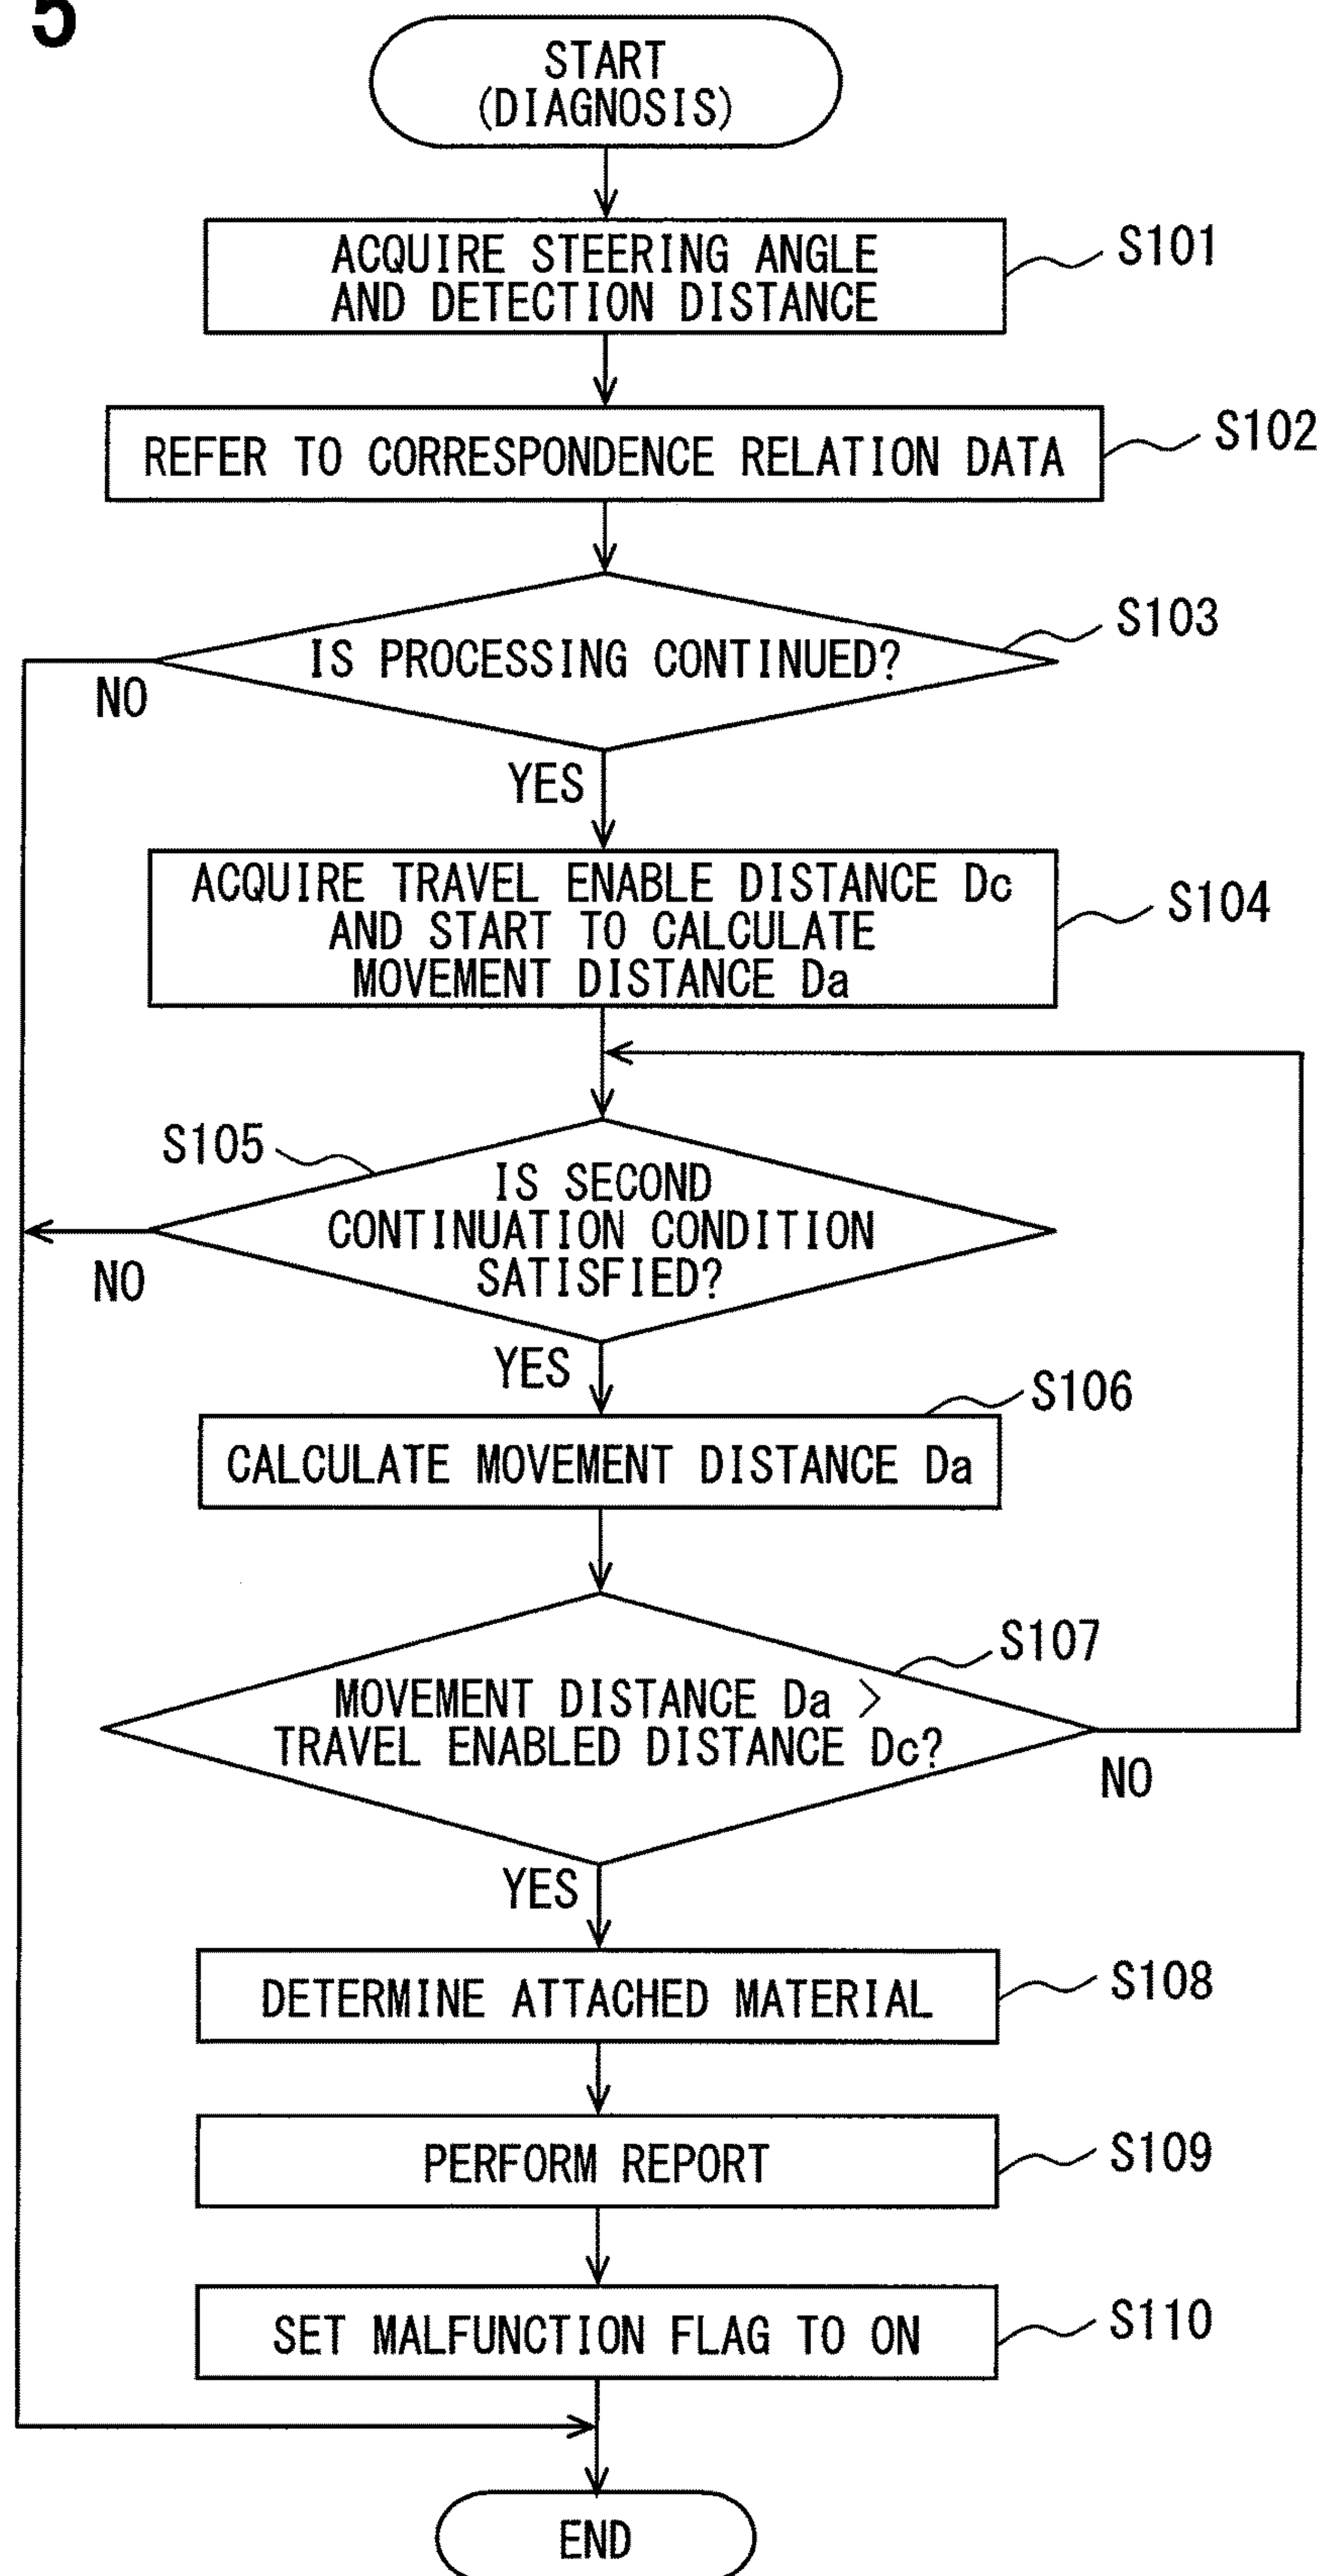 5
START
(DIAGNOSIS)
ACQUIRE STEERING ANGLE
AND DETECTION DISTANCE
S101
REFER TO CORRESPONDENCE RELATION DATA
S102
IS PROCESSING CONTINUED?
S103
NO
YES
ACQUIRE TRAVEL ENABLE DISTANCE Dc
AND START TO CALCULATE
MOVEMENT DISTANCE Da
S104
S105
IS SECOND
CONTINUATION CONDITION
SATISFIED?
NO
YES
S106
CALCULATE MOVEMENT DISTANCE Da
S107
MOVEMENT DISTANCE Da >
TRAVEL ENABLED DISTANCE Dc?
NO
YES
DETERMINE ATTACHED MATERIAL
S108
PERFORM REPORT
S109
SET MALFUNCTION FLAG TO ON
S110
END